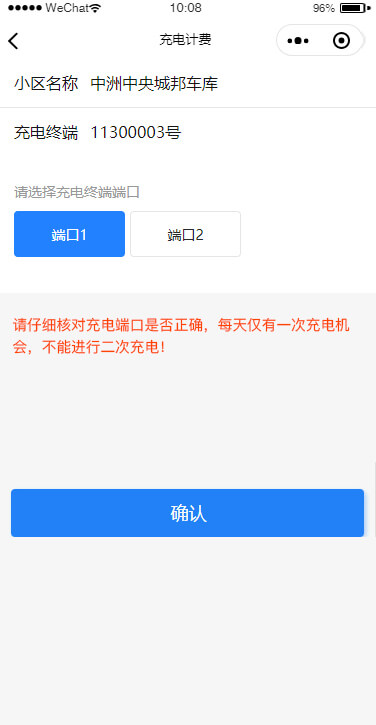 ●●●●● WeChat 10:08 96%
充电计费
小区名称 中洲中央城邦车库
充电终端 11300003号
请选择充电终端端口
端口1 端口2
请仔细核对充电端口是否正确，每天仅有一次充电机
会，不能进行二次充电！
确认